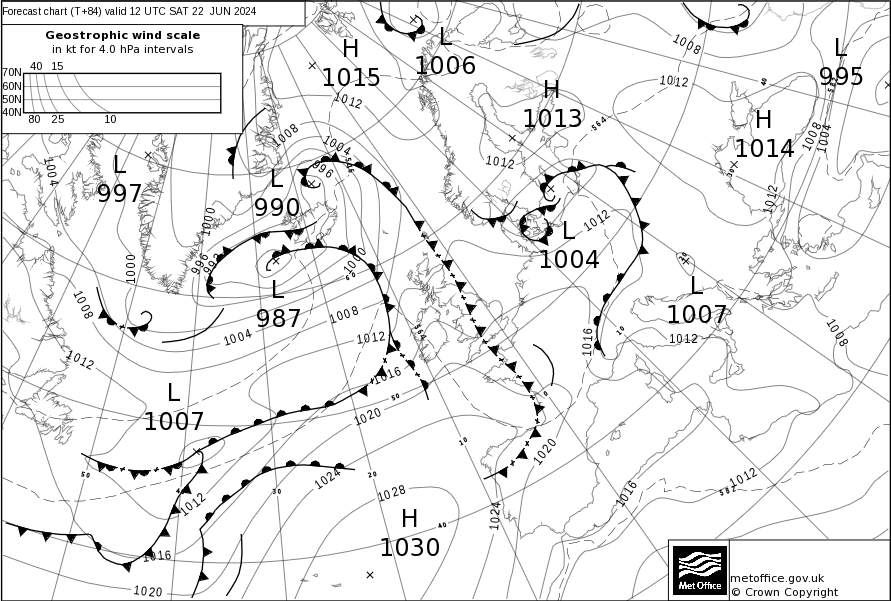 Forecast chart (T+84) valid 12 UTC SAT 22 JUN 2024
Geostrophic wind scale
in kt for 4.0 hPa intervals
40 15
70N
60N
50N
40N
80 25 10
H
1015
L
1006
H
1013
L
995
H
1014
L
997
L
990
L
1004
L
987
L
1007
L
1007
H
1030
1008
1012
1012
1008
1004
996
1004
1012
1008
1004
1012
1012
1000
996
992
1000
1000
1008
1004
1008
1012
1012
1016
1016
1012
1008
1020
1012
1024
1028
1020
1024
1016
1012
1016
1020
564
564
582
50
40
30
20
10
50
40
10
0
60
40
metoffice.gov.uk
© Crown Copyright
Met Office